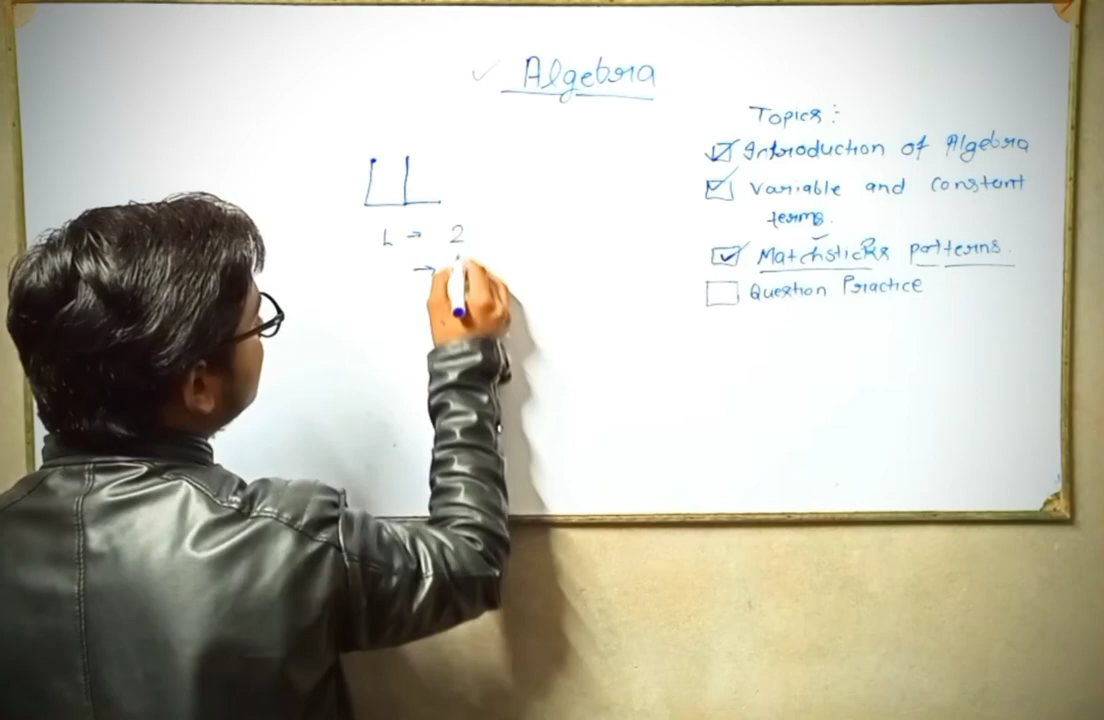 Algebra
Topics:
Introduction of Algebra
Variable and constant
terms.
Matchsticks patterns.
Question Practice
L → 2
→